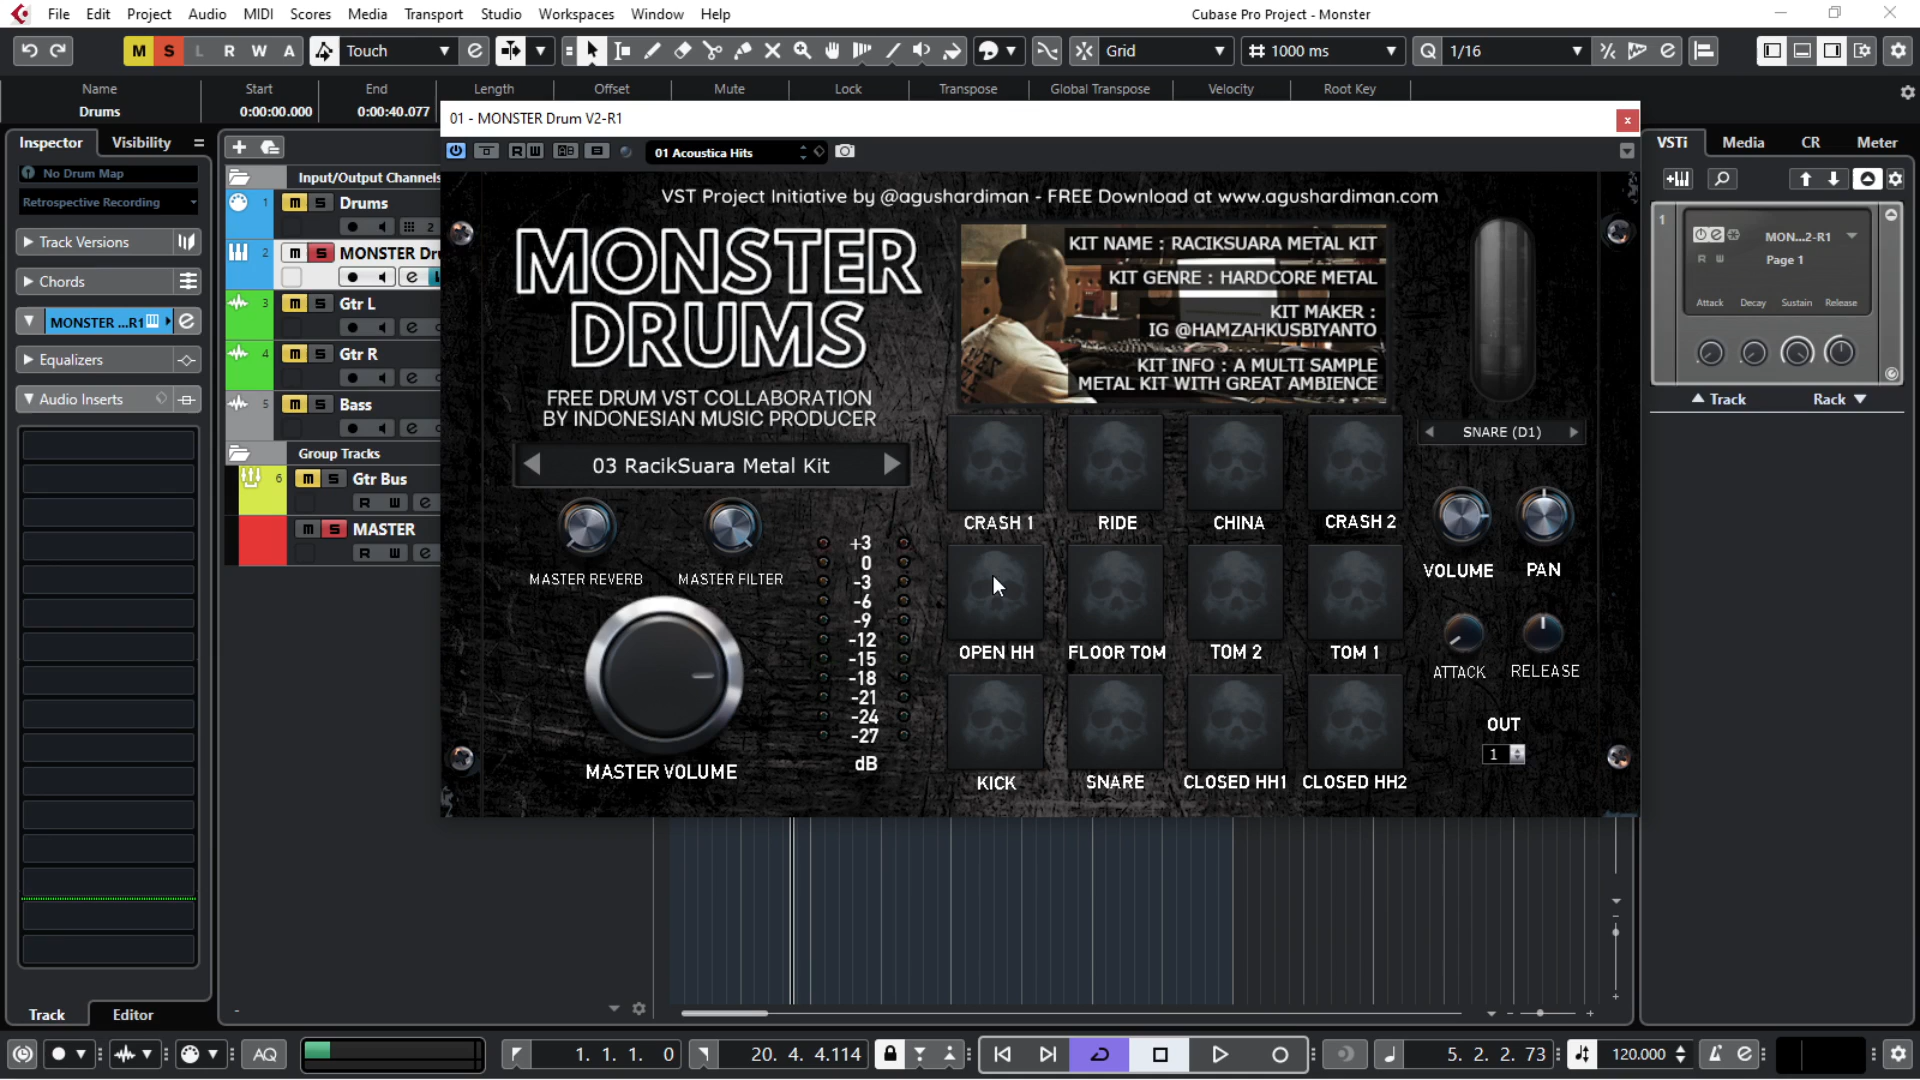 File Edit Project Audio MIDI Scores Media Transport Studio Workspaces Window Help
Cubase Pro Project - Monster
M S L R W A Touch Grid 1000 ms Q 1/16
Name Start End Length Offset Mute Lock Transpose Global Transpose Velocity Root Key
Drums 0:00:00.000 0:00:40.077
01 - MONSTER Drum V2-R1
Inspector Visibility
VSTi Media CR Meter
01 Acoustica Hits
No Drum Map
Retrospective Recording
Track Versions
Chords
MONSTER ...R1
Equalizers
Audio Inserts
Input/Output Channels
1 m S Drums
2
2 m S MONSTER Dru
3 m S Gtr L
4 m S Gtr R
5 m S Bass
Group Tracks
6 m S Gtr Bus
R W e
m S MASTER
R W e
VST Project Initiative by @agushardiman - FREE Download at www.agushardiman.com
MONSTER
DRUMS
FREE DRUM VST COLLABORATION
BY INDONESIAN MUSIC PRODUCER
03 RacikSuara Metal Kit
MASTER REVERB MASTER FILTER
MASTER VOLUME
+3
0
-3
-6
-9
-12
-15
-18
-21
-24
-27
dB
KIT NAME : RACIKSUARA METAL KIT
KIT GENRE : HARDCORE METAL
KIT MAKER :
IG @HAMZAHKUSBIYANTO
KIT INFO : A MULTI SAMPLE
METAL KIT WITH GREAT AMBIENCE
CRASH 1 RIDE CHINA CRASH 2
OPEN HH FLOOR TOM TOM 2 TOM 1
KICK SNARE CLOSED HH1 CLOSED HH2
SNARE (D1)
VOLUME PAN
ATTACK RELEASE
OUT
1
1 MON...2-R1
R W Page 1
Attack Decay Sustain Release
Track Rack
Track Editor
AQ 1. 1. 1. 0 20. 4. 4.114 5. 2. 2. 73 120.000